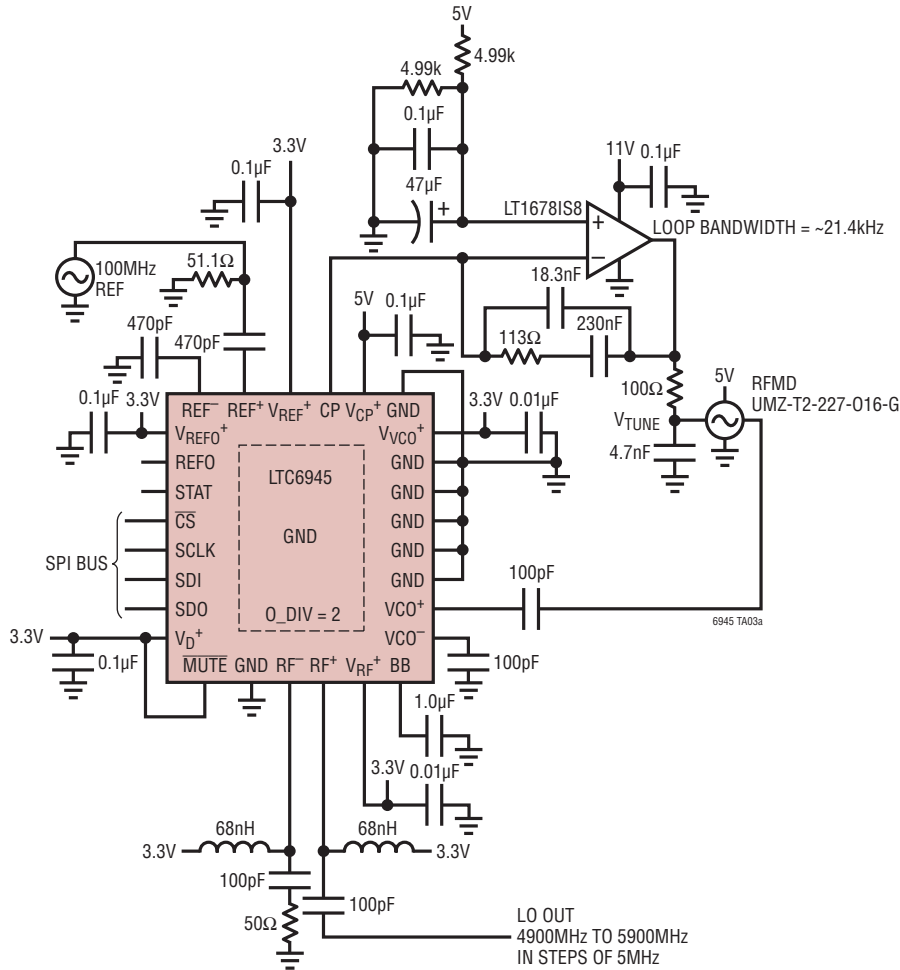 5V
4.99k
4.99k
0.1µF
47µF
+
3.3V
0.1µF
11V
0.1µF
LT1678IS8
+
–
LOOP BANDWIDTH = ~21.4kHz
100MHz
REF
51.1Ω
470pF
470pF
5V
0.1µF
18.3nF
113Ω
230nF
100Ω
5V
RFMD
UMZ-T2-227-O16-G
VTUNE
4.7nF
0.1µF
3.3V
REF– REF+ VREF+ CP VCP+ GND
3.3V
0.01µF
VREFO+
REFO
STAT
CS
SCLK
SDI
SDO
VD+
SPI BUS
LTC6945
GND
O_DIV = 2
VVCO+
GND
GND
GND
GND
GND
VCO+
VCO–
100pF
6945 TA03a
100pF
3.3V
0.1µF
MUTE GND RF– RF+ VRF+ BB
1.0µF
3.3V
0.01µF
68nH
3.3V
68nH
3.3V
100pF
50Ω
100pF
LO OUT
4900MHz TO 5900MHz
IN STEPS OF 5MHz